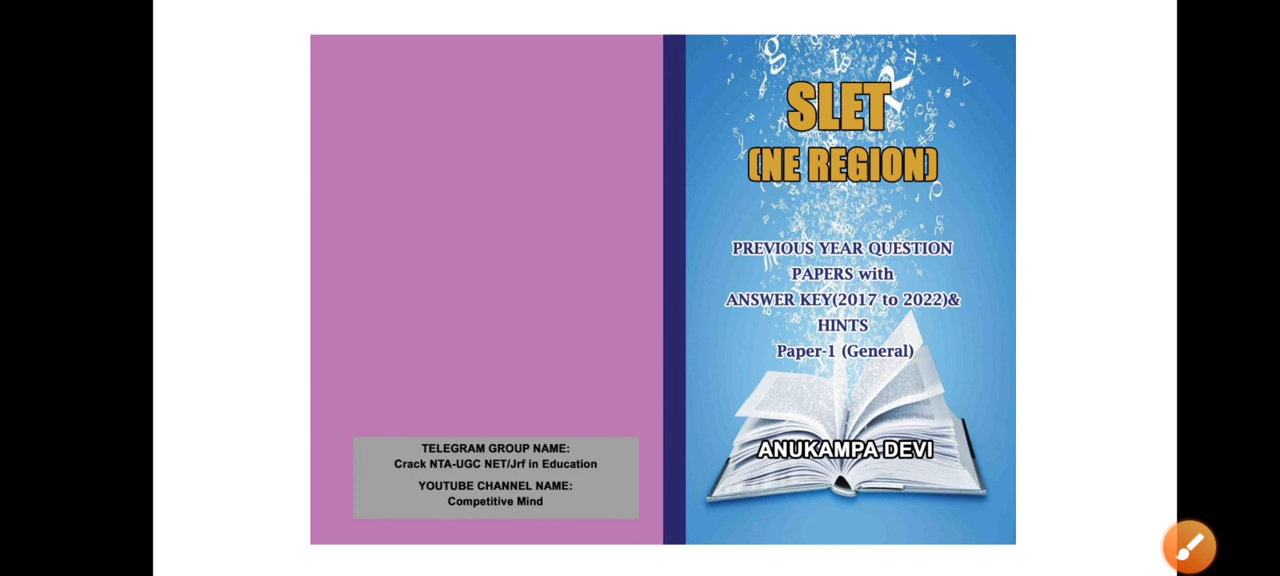 SLET
(NE REGION)
PREVIOUS YEAR QUESTION
PAPERS with
ANSWER KEY(2017 to 2022)&
HINTS
Paper-1 (General)
ANUKAMPA DEVI
TELEGRAM GROUP NAME:
Crack NTA-UGC NET/Jrf in Education
YOUTUBE CHANNEL NAME:
Competitive Mind